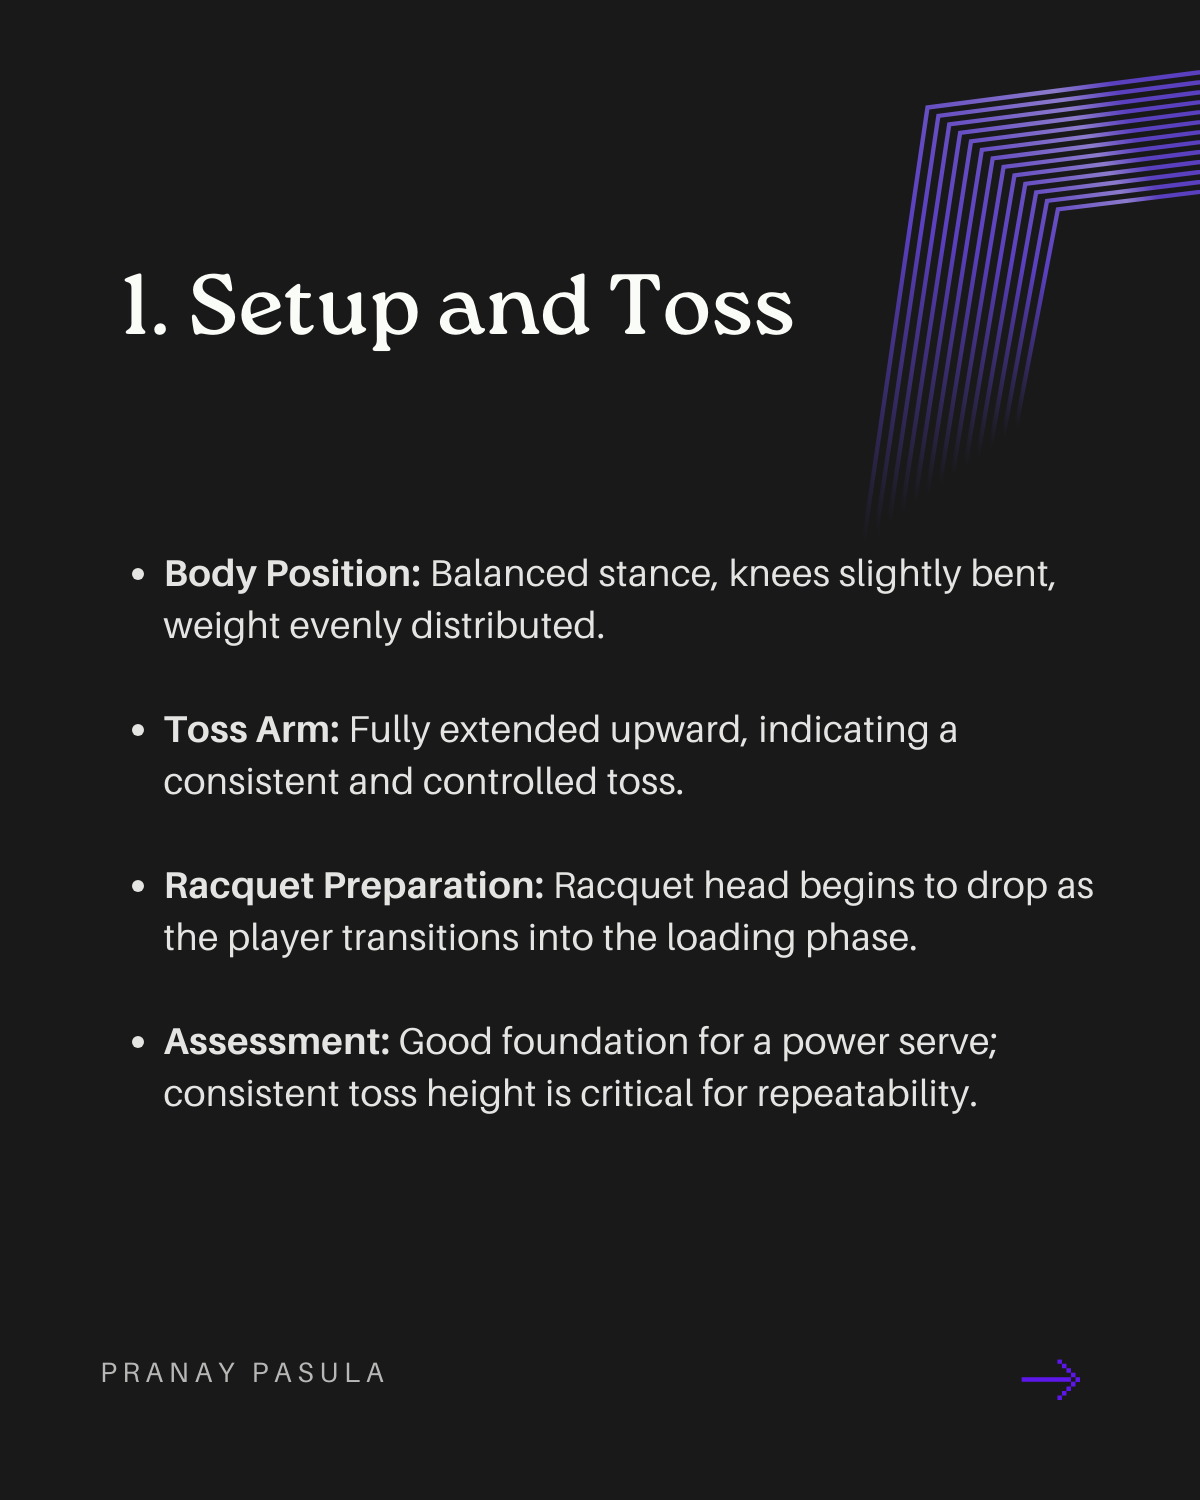 1. Setup and Toss
• Body Position: Balanced stance, knees slightly bent,
weight evenly distributed.
• Toss Arm: Fully extended upward, indicating a
consistent and controlled toss.
• Racquet Preparation: Racquet head begins to drop as
the player transitions into the loading phase.
• Assessment: Good foundation for a power serve;
consistent toss height is critical for repeatability.
PRANAY PASULA